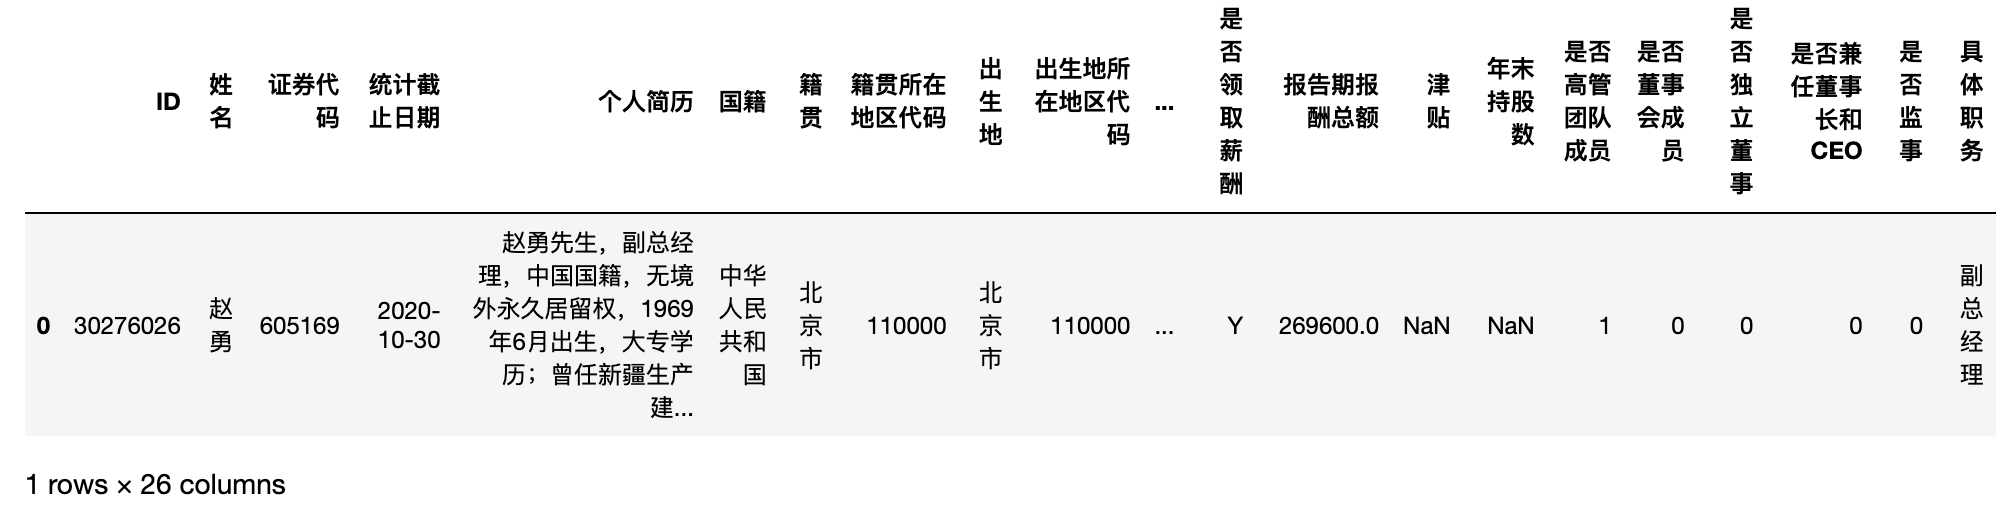 ID 姓名 证券代码 统计截止日期 个人简历 国籍 籍贯 籍贯所在地区代码 出生地 出生地所在地区代码 ... 是否领取薪酬 报告期报酬总额 津贴 年末持股数 是否高管团队成员 是否董事会成员 是否独立董事 是否兼任董事长和CEO 是否监事 具体职务
0 30276026 赵勇 605169 2020-10-30 赵勇先生，副总经理，中国国籍，无境外永久居留权，1969年6月出生，大专学历；曾任新疆生产建... 中华人民共和国 北京市 110000 北京市 110000 ... Y 269600.0 NaN NaN 1 0 0 0 0 副总经理
1 rows × 26 columns